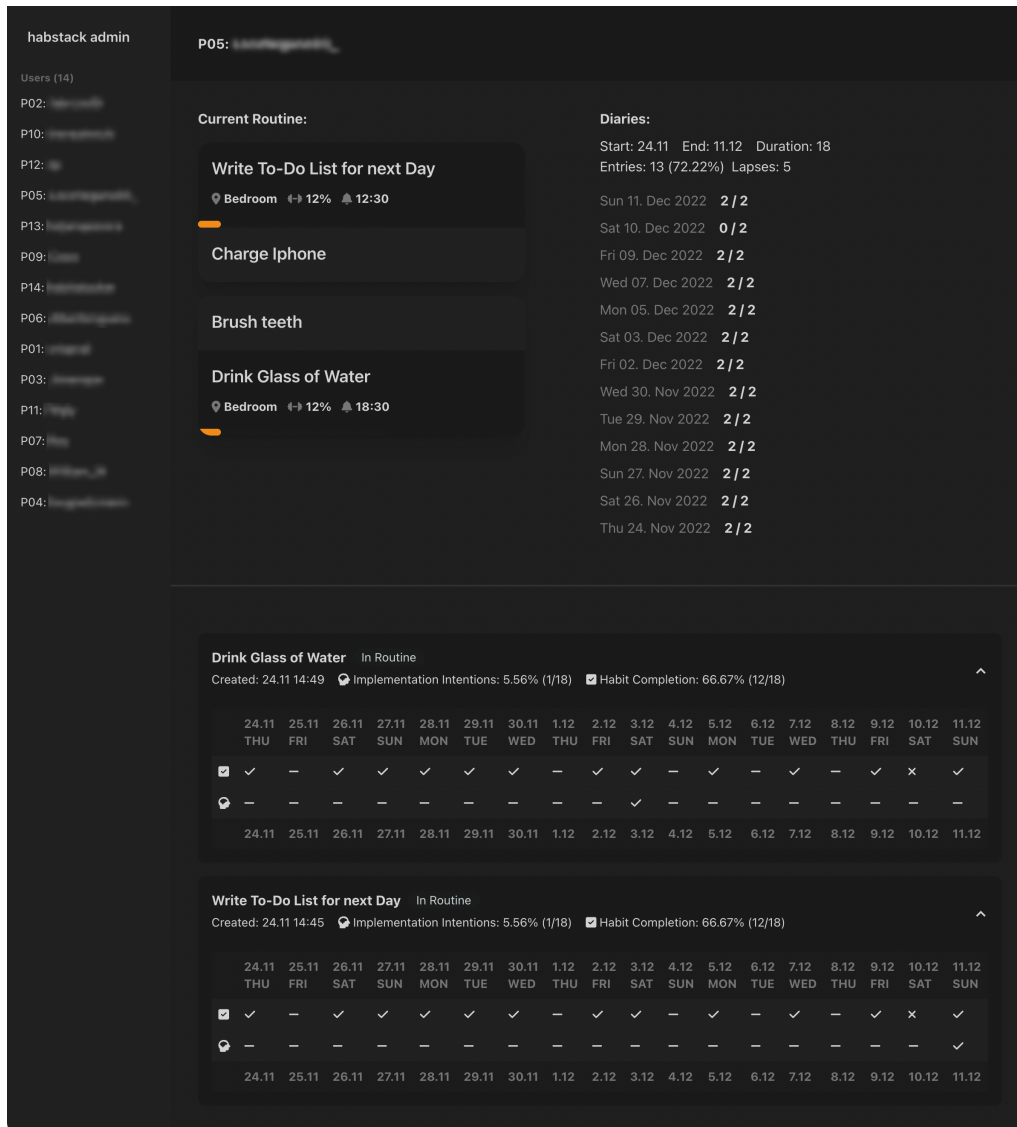 habstack admin
Users (14)
P02:
P10:
P12:
P05:
P13:
P09:
P14:
P06:
P01:
P03:
P11:
P07:
P08:
P04:
P05:
Current Routine:
Write To-Do List for next Day
Bedroom 12% 12:30
Charge Iphone
Brush teeth
Drink Glass of Water
Bedroom 12% 18:30
Diaries:
Start: 24.11 End: 11.12 Duration: 18
Entries: 13 (72.22%) Lapses: 5
Sun 11. Dec 2022 2 / 2
Sat 10. Dec 2022 0 / 2
Fri 09. Dec 2022 2 / 2
Wed 07. Dec 2022 2 / 2
Mon 05. Dec 2022 2 / 2
Sat 03. Dec 2022 2 / 2
Fri 02. Dec 2022 2 / 2
Wed 30. Nov 2022 2 / 2
Tue 29. Nov 2022 2 / 2
Mon 28. Nov 2022 2 / 2
Sun 27. Nov 2022 2 / 2
Sat 26. Nov 2022 2 / 2
Thu 24. Nov 2022 2 / 2
Drink Glass of Water In Routine
Created: 24.11 14:49 Implementation Intentions: 5.56% (1/18) Habit Completion: 66.67% (12/18)
24.11 25.11 26.11 27.11 28.11 29.11 30.11 1.12 2.12 3.12 4.12 5.12 6.12 7.12 8.12 9.12 10.12 11.12
THU FRI SAT SUN MON TUE WED THU FRI SAT SUN MON TUE WED THU FRI SAT SUN
24.11 25.11 26.11 27.11 28.11 29.11 30.11 1.12 2.12 3.12 4.12 5.12 6.12 7.12 8.12 9.12 10.12 11.12
Write To-Do List for next Day In Routine
Created: 24.11 14:45 Implementation Intentions: 5.56% (1/18) Habit Completion: 66.67% (12/18)
24.11 25.11 26.11 27.11 28.11 29.11 30.11 1.12 2.12 3.12 4.12 5.12 6.12 7.12 8.12 9.12 10.12 11.12
THU FRI SAT SUN MON TUE WED THU FRI SAT SUN MON TUE WED THU FRI SAT SUN
24.11 25.11 26.11 27.11 28.11 29.11 30.11 1.12 2.12 3.12 4.12 5.12 6.12 7.12 8.12 9.12 10.12 11.12